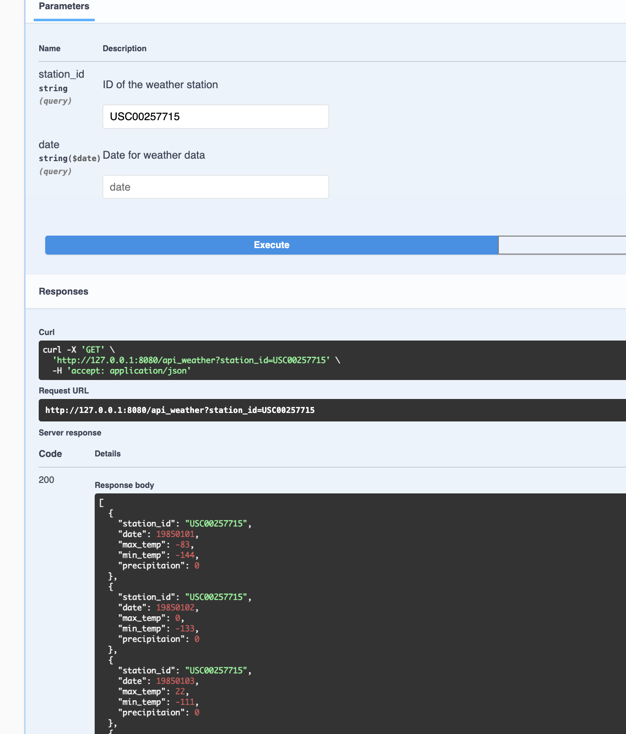 Parameters
Name Description
station_id
string
(query)
ID of the weather station
USC00257715
date
string($date)
(query)
Date for weather data
date
Execute
Responses
Curl
curl -X 'GET' \
'http://127.0.0.1:8080/api_weather?station_id=USC00257715' \
-H 'accept: application/json'
Request URL
http://127.0.0.1:8080/api_weather?station_id=USC00257715
Server response
Code Details
200
Response body
[
{
"station_id": "USC00257715",
"date": 19850101,
"max_temp": -83,
"min_temp": -144,
"precipitaion": 0
},
{
"station_id": "USC00257715",
"date": 19850102,
"max_temp": 0,
"min_temp": -133,
"precipitaion": 0
},
{
"station_id": "USC00257715",
"date": 19850103,
"max_temp": 22,
"min_temp": -111,
"precipitaion": 0
},
{